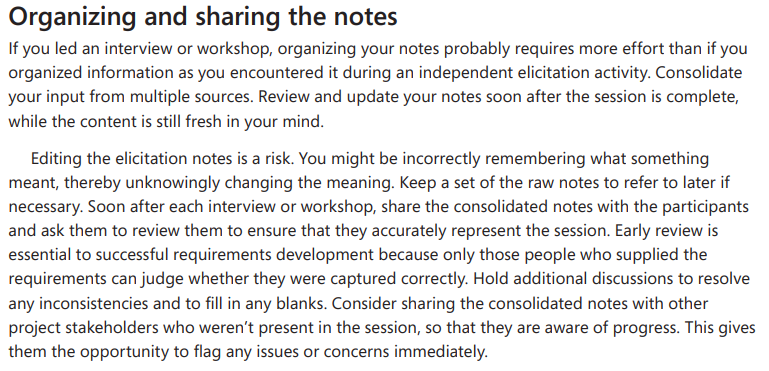 Organizing and sharing the notes
If you led an interview or workshop, organizing your notes probably requires more effort than if you
organized information as you encountered it during an independent elicitation activity. Consolidate
your input from multiple sources. Review and update your notes soon after the session is complete,
while the content is still fresh in your mind.
Editing the elicitation notes is a risk. You might be incorrectly remembering what something
meant, thereby unknowingly changing the meaning. Keep a set of the raw notes to refer to later if
necessary. Soon after each interview or workshop, share the consolidated notes with the participants
and ask them to review them to ensure that they accurately represent the session. Early review is
essential to successful requirements development because only those people who supplied the
requirements can judge whether they were captured correctly. Hold additional discussions to resolve
any inconsistencies and to fill in any blanks. Consider sharing the consolidated notes with other
project stakeholders who weren’t present in the session, so that they are aware of progress. This gives
them the opportunity to flag any issues or concerns immediately.